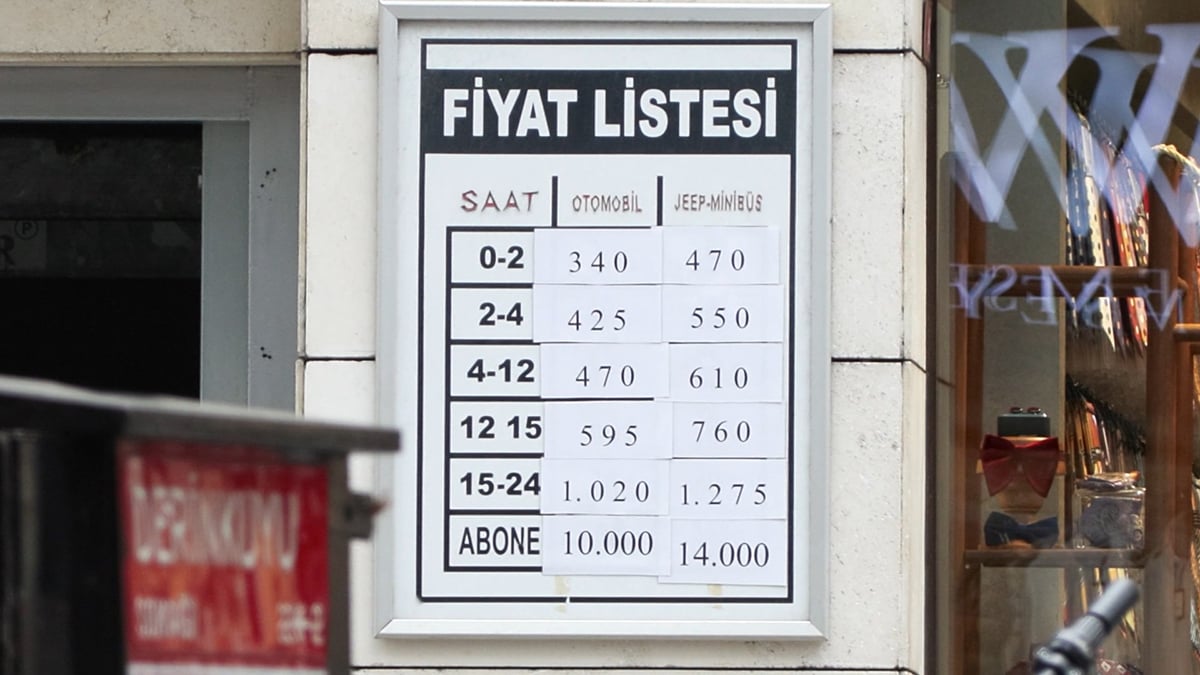 FİYAT LİSTESİ
SAAT OTOMOBİL JEEP-MİNİBÜS
0-2 340 470
2-4 425 550
4-12 470 610
12 15 595 760
15-24 1.020 1.275
ABONE 10.000 14.000
DERİNKUYU
SOKAĞI